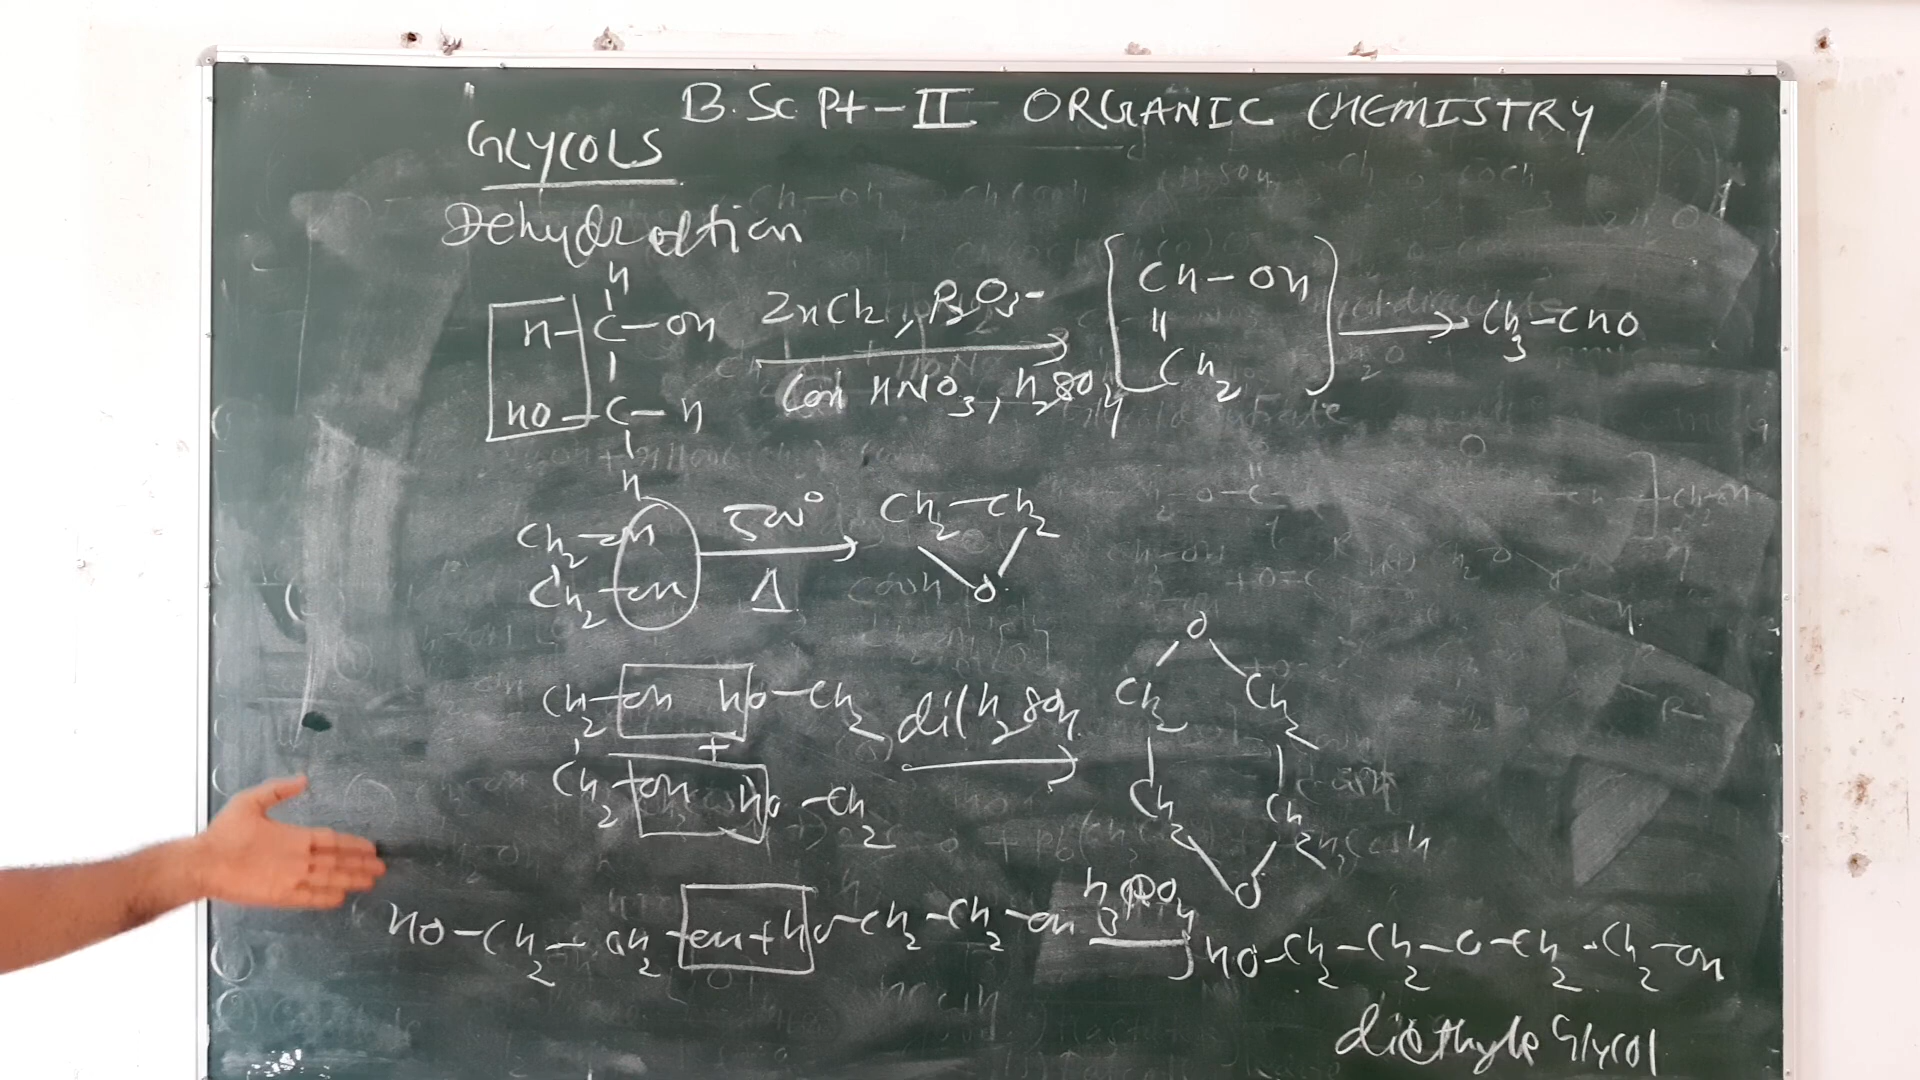 B.Sc Pt-II ORGANIC CHEMISTRY
GLYCOLS
Dehydration
H
H-C-OH
HO-C-H
H
ZnCl2, P2O5
Con HNO3, H2SO4
CH-OH
||
CH2
CH3-CHO
CH2-OH
CH2-OH
500°
Δ
CH2-CH2
O
CH2-OH HO-CH2
+
CH2-OH HO-CH2
dil H2SO4
O
CH2 CH2
CH2 CH2
O
HO-CH2-CH2-OH+HO-CH2-CH2-OH
H3PO4
HO-CH2-CH2-O-CH2-CH2-OH
diethyle Glycol